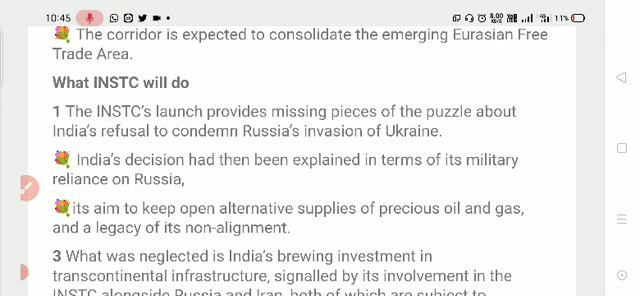 10:45
8.00 KB/S
11%
The corridor is expected to consolidate the emerging Eurasian Free
Trade Area.
What INSTC will do
1 The INSTC's launch provides missing pieces of the puzzle about
India's refusal to condemn Russia's invasion of Ukraine.
India's decision had then been explained in terms of its military
reliance on Russia,
its aim to keep open alternative supplies of precious oil and gas,
and a legacy of its non-alignment.
3 What was neglected is India's brewing investment in
transcontinental infrastructure, signalled by its involvement in the
INSTC alongside Russia and Iran, both of which are subject to